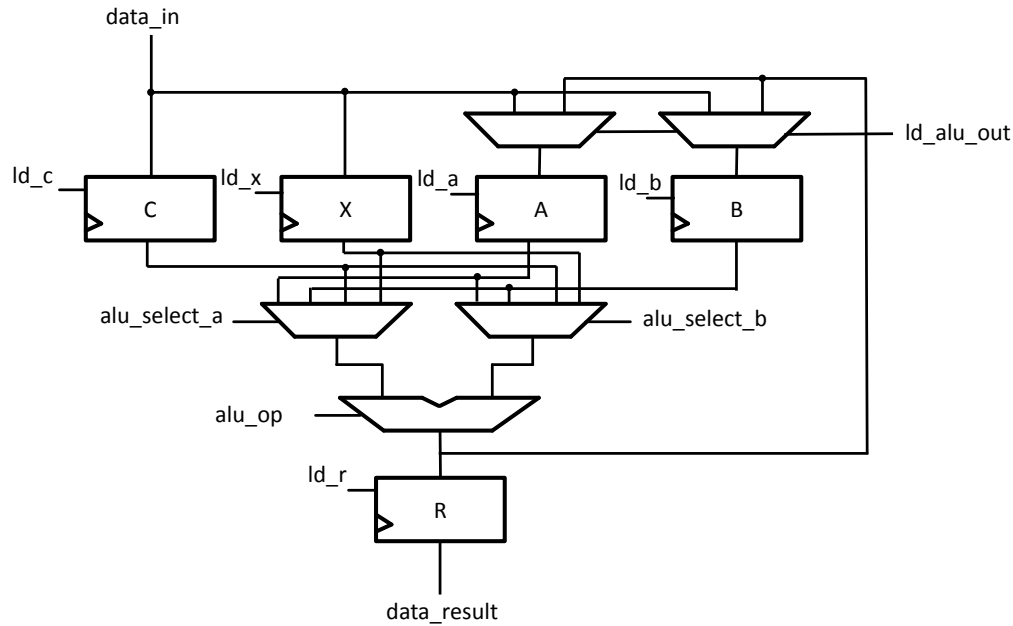 data_in
ld_alu_out
ld_c
C
ld_x
X
ld_a
A
ld_b
B
alu_select_a
alu_select_b
alu_op
ld_r
R
data_result